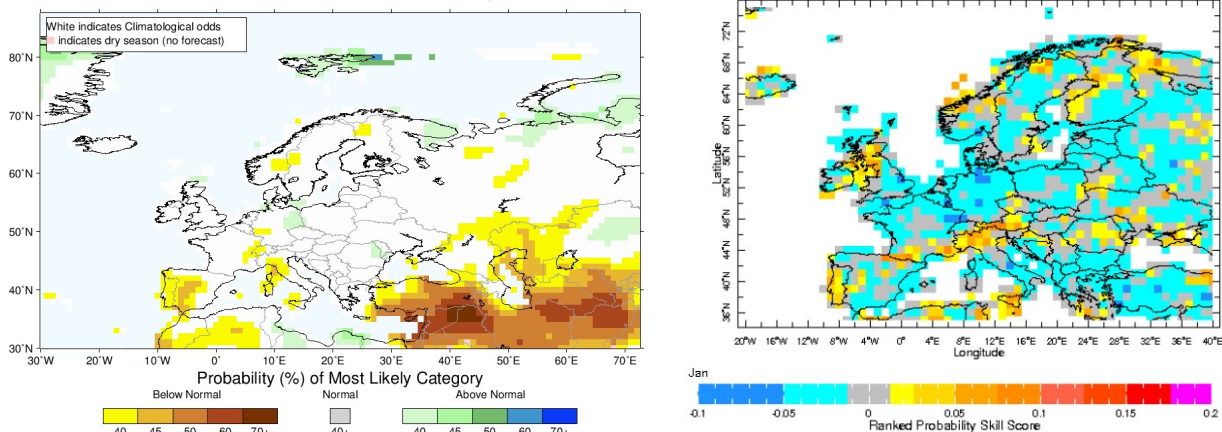 White indicates Climatological odds
indicates dry season (no forecast)
80˚N
70˚N
60˚N
50˚N
40˚N
30˚N
30˚W 20˚W 10˚W 0˚ 10˚E 20˚E 30˚E 40˚E 50˚E 60˚E 70˚E
Probability (%) of Most Likely Category
Below Normal Normal Above Normal
40 45 50 60 70+ 40+ 40 45 50 60 70+
72°N
68°N
64°N
60°N
56°N
52°N
48°N
44°N
40°N
36°N
Latitude
20°W 16°W 12°W 8°W 4°W 0° 4°E 8°E 12°E 16°E 20°E 24°E 28°E 32°E 36°E 40°E
Longitude
Jan
-0.1 -0.05 0 0.05 0.1 0.15 0.2
Ranked Probability Skill Score